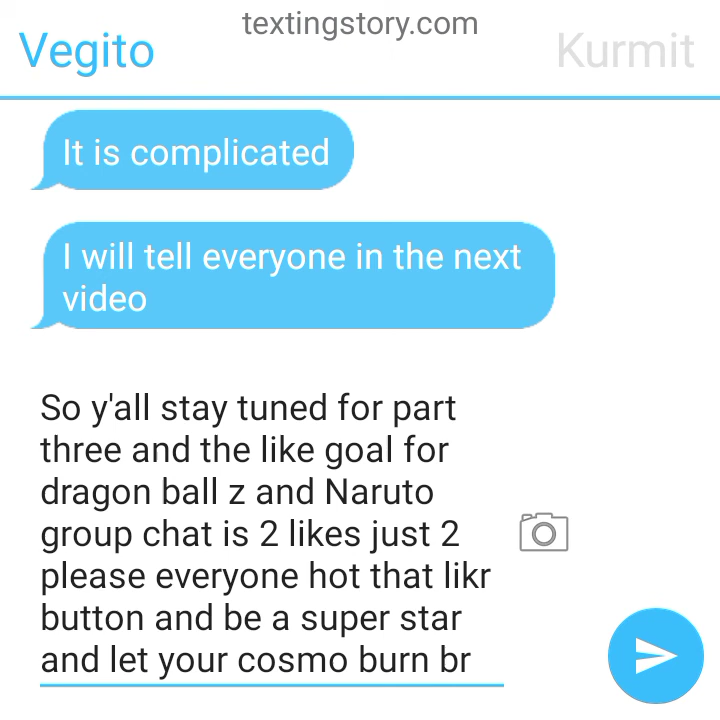 textingstory.com
Vegito
Kurmit
It is complicated
I will tell everyone in the next
video
So y'all stay tuned for part
three and the like goal for
dragon ball z and Naruto
group chat is 2 likes just 2
please everyone hot that likr
button and be a super star
and let your cosmo burn br